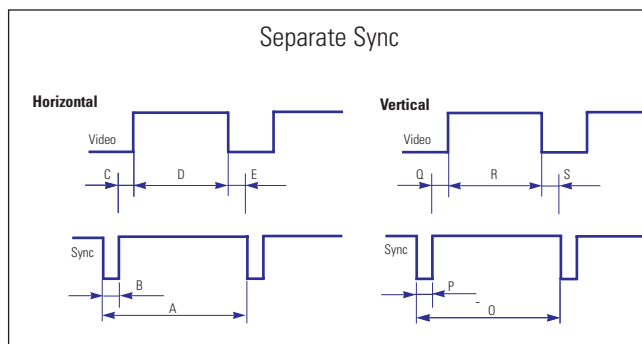 Separate Sync
Horizontal
Vertical
Video
Video
C D E
Q R S
Sync
Sync
B
P
A
O